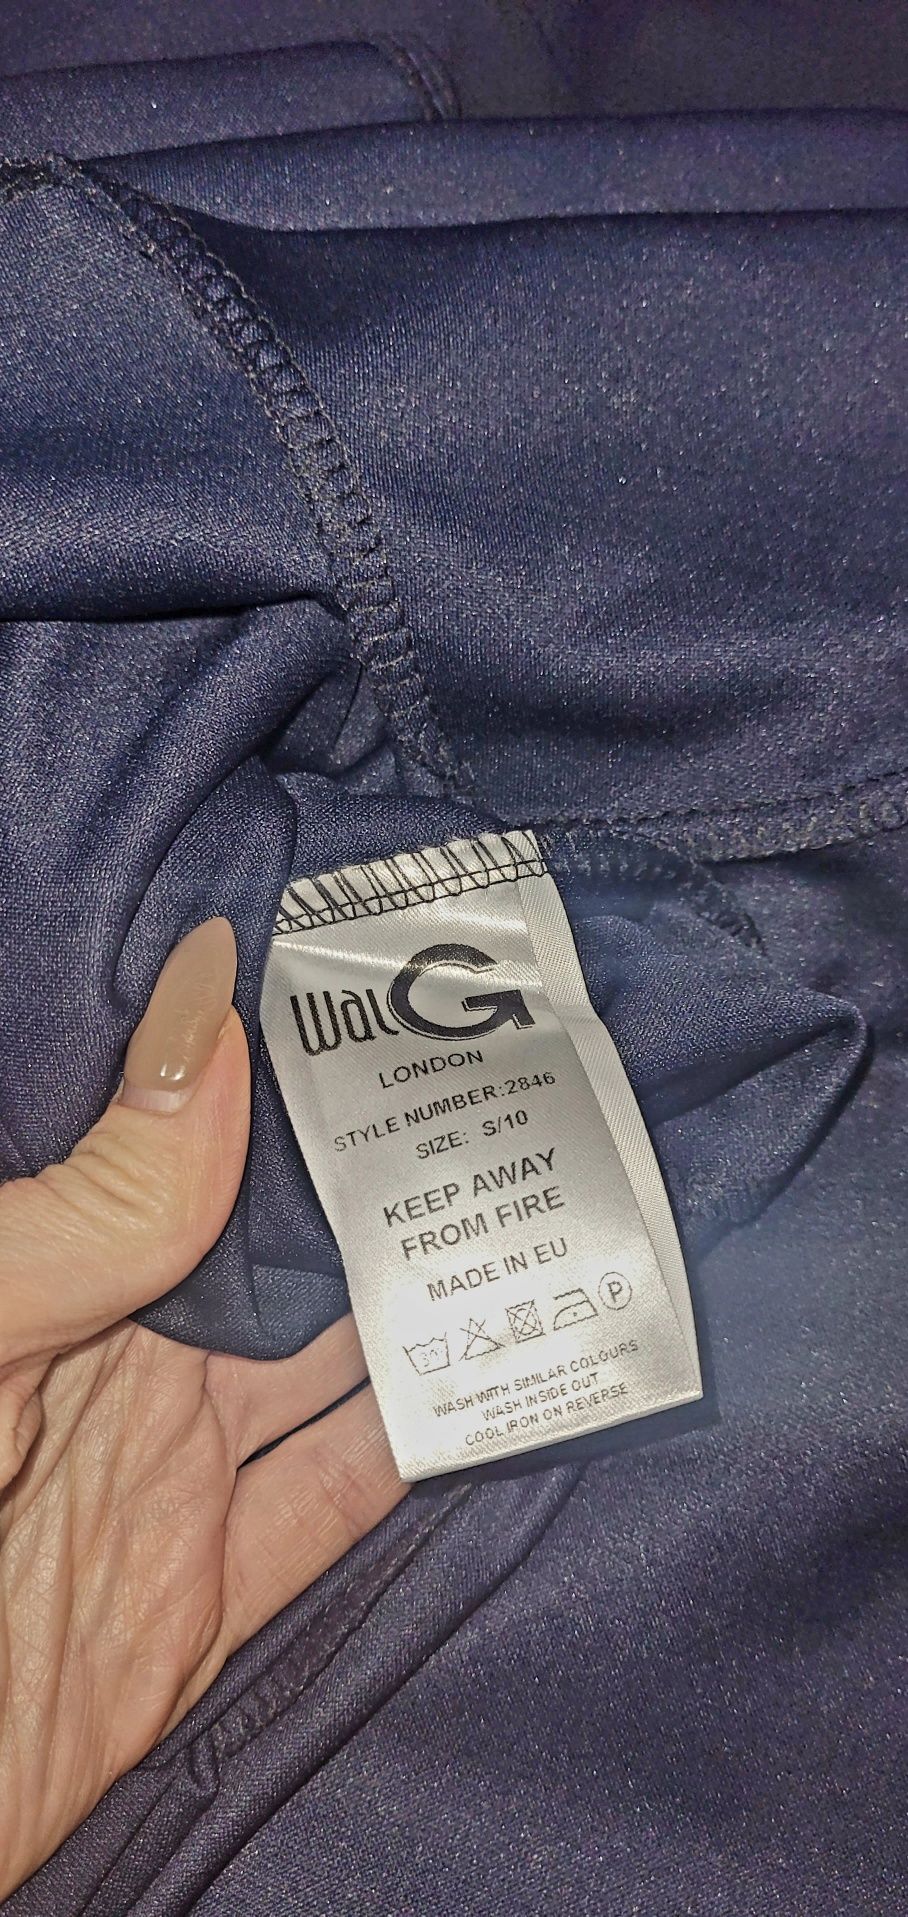 Wal G
LONDON
STYLE NUMBER:2846
SIZE: S/10
KEEP AWAY
FROM FIRE
MADE IN EU
30° P
WASH WITH SIMILAR COLOURS
WASH INSIDE OUT
COOL IRON ON REVERSE